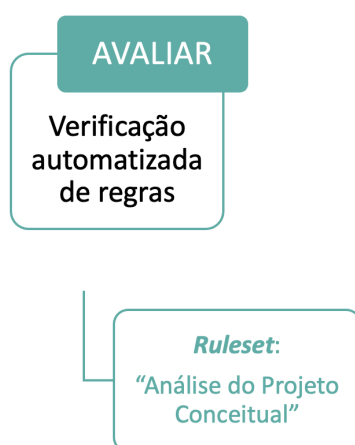 AVALIAR
Verificação
automatizada
de regras
Ruleset:
“Análise do Projeto
Conceitual”